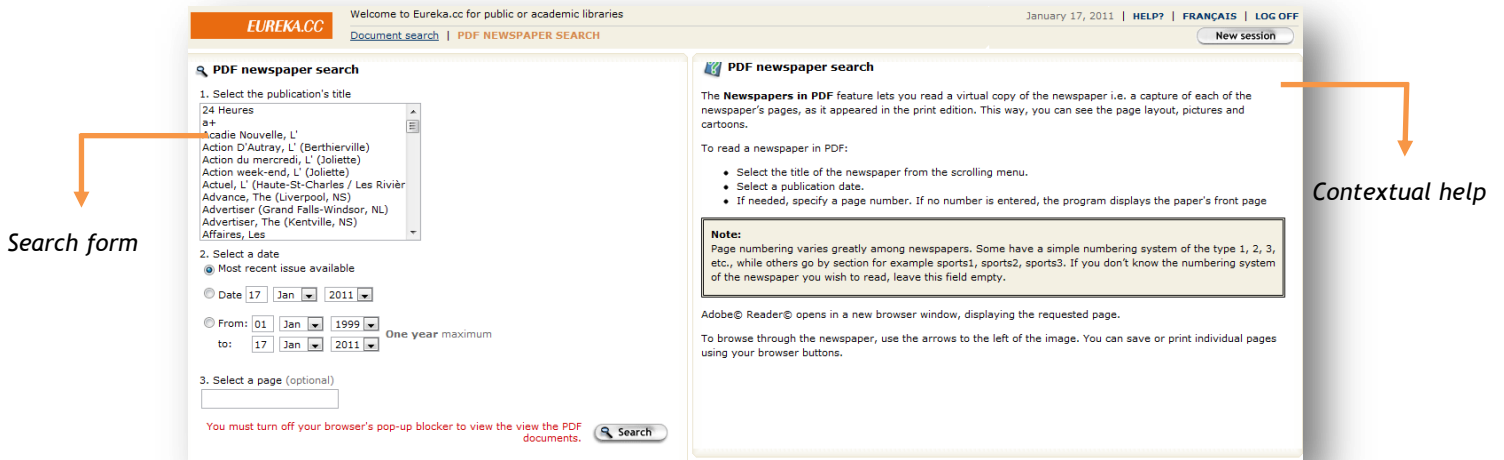 EUREKA.CC
Welcome to Eureka.cc for public or academic libraries
January 17, 2011 | HELP? | FRANÇAIS | LOG OFF
Document search | PDF NEWSPAPER SEARCH
New session
PDF newspaper search
1. Select the publication's title
24 Heures
a+
Acadie Nouvelle, L'
Action D'Autray, L' (Berthierville)
Action du mercredi, L' (Joliette)
Action week-end, L' (Joliette)
Actuel, L' (Haute-St-Charles / Les Rivièr
Advance, The (Liverpool, NS)
Advertiser (Grand Falls-Windsor, NL)
Advertiser, The (Kentville, NS)
Affaires, Les
2. Select a date
Most recent issue available
Date 17 Jan 2011
From: 01 Jan 1999
One year maximum
to: 17 Jan 2011
3. Select a page (optional)
You must turn off your browser's pop-up blocker to view the view the PDF
documents.
Search
Search form
PDF newspaper search
The Newspapers in PDF feature lets you read a virtual copy of the newspaper i.e. a capture of each of the
newspaper's pages, as it appeared in the print edition. This way, you can see the page layout, pictures and
cartoons.
To read a newspaper in PDF:
• Select the title of the newspaper from the scrolling menu.
• Select a publication date.
• If needed, specify a page number. If no number is entered, the program displays the paper's front page
Note:
Page numbering varies greatly among newspapers. Some have a simple numbering system of the type 1, 2, 3,
etc., while others go by section for example sports1, sports2, sports3. If you don't know the numbering system
of the newspaper you wish to read, leave this field empty.
Adobe© Reader© opens in a new browser window, displaying the requested page.
To browse through the newspaper, use the arrows to the left of the image. You can save or print individual pages
using your browser buttons.
Contextual help